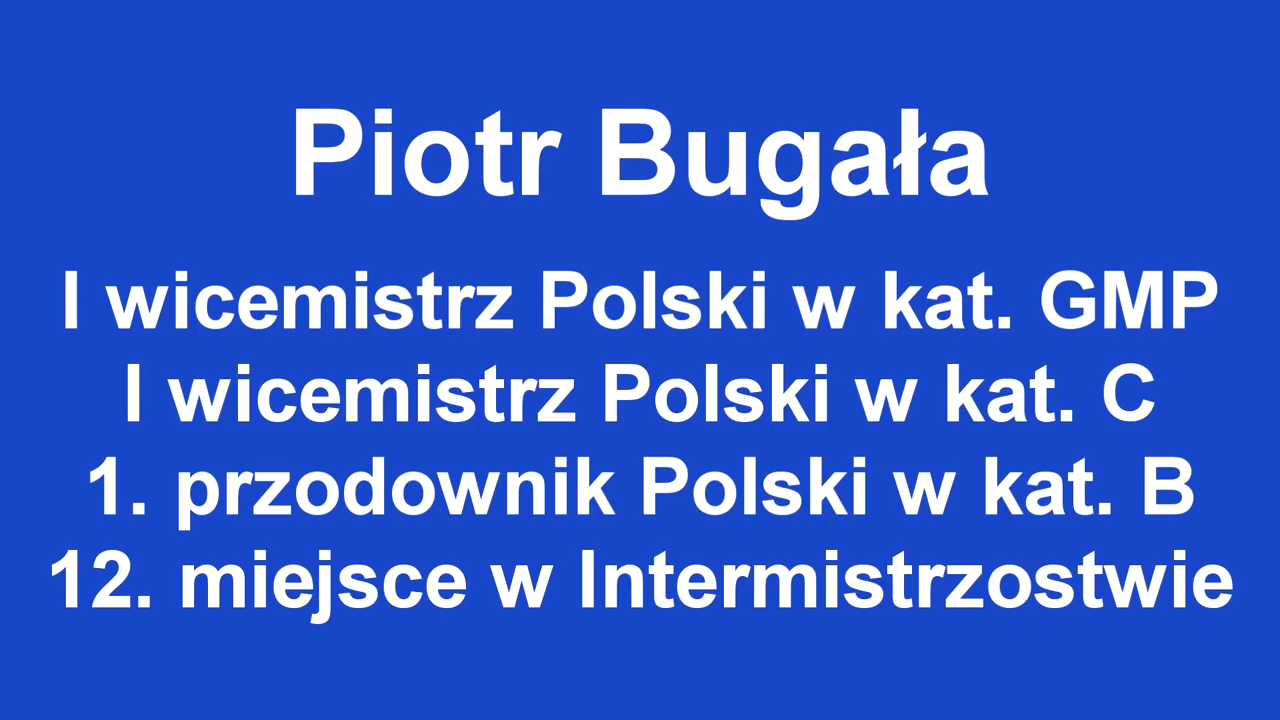 Piotr Bugała
I wicemistrz Polski w kat. GMP
I wicemistrz Polski w kat. C
1. przodownik Polski w kat. B
12. miejsce w Intermistrzostwie